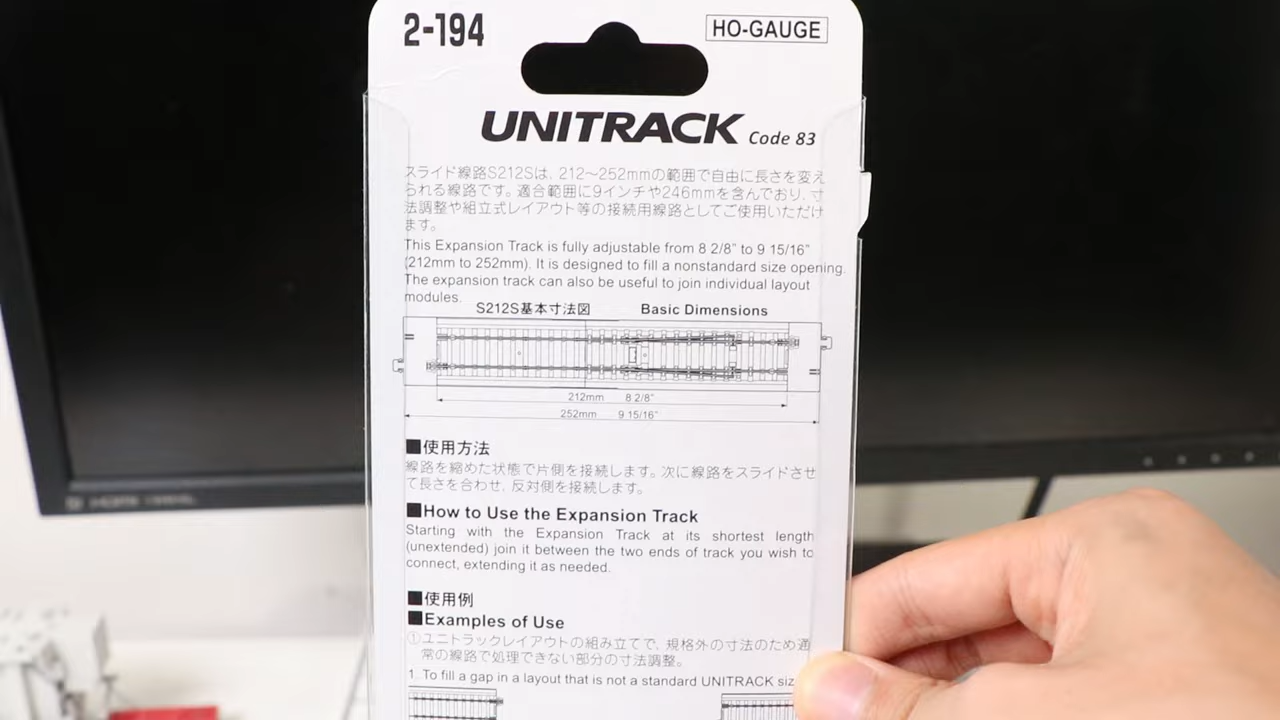 2-194
HO-GAUGE
UNITRACK Code 83
スライド線路S212Sは、212〜252mmの範囲で自由に長さを変え
られる線路です。適合範囲に9インチや246mmを含んでおり、寸
法調整や組立式レイアウト等の接続用線路としてご使用いただけ
ます。
This Expansion Track is fully adjustable from 8 2/8" to 9 15/16"
(212mm to 252mm). It is designed to fill a nonstandard size opening.
The expansion track can also be useful to join individual layout
modules.
S212S基本寸法図 Basic Dimensions
212mm 8 2/8"
252mm 9 15/16"
■使用方法
線路を縮めた状態で片側を接続します。次に線路をスライドさせ
て長さを合わせ、反対側を接続します。
■How to Use the Expansion Track
Starting with the Expansion Track at its shortest length
(unextended) join it between the two ends of track you wish to
connect, extending it as needed.
■使用例
■Examples of Use
①ユニトラックレイアウトの組み立てで、規格外の寸法のため通
常の線路で処理できない部分の寸法調整。
1. To fill a gap in a layout that is not a standard UNITRACK siz